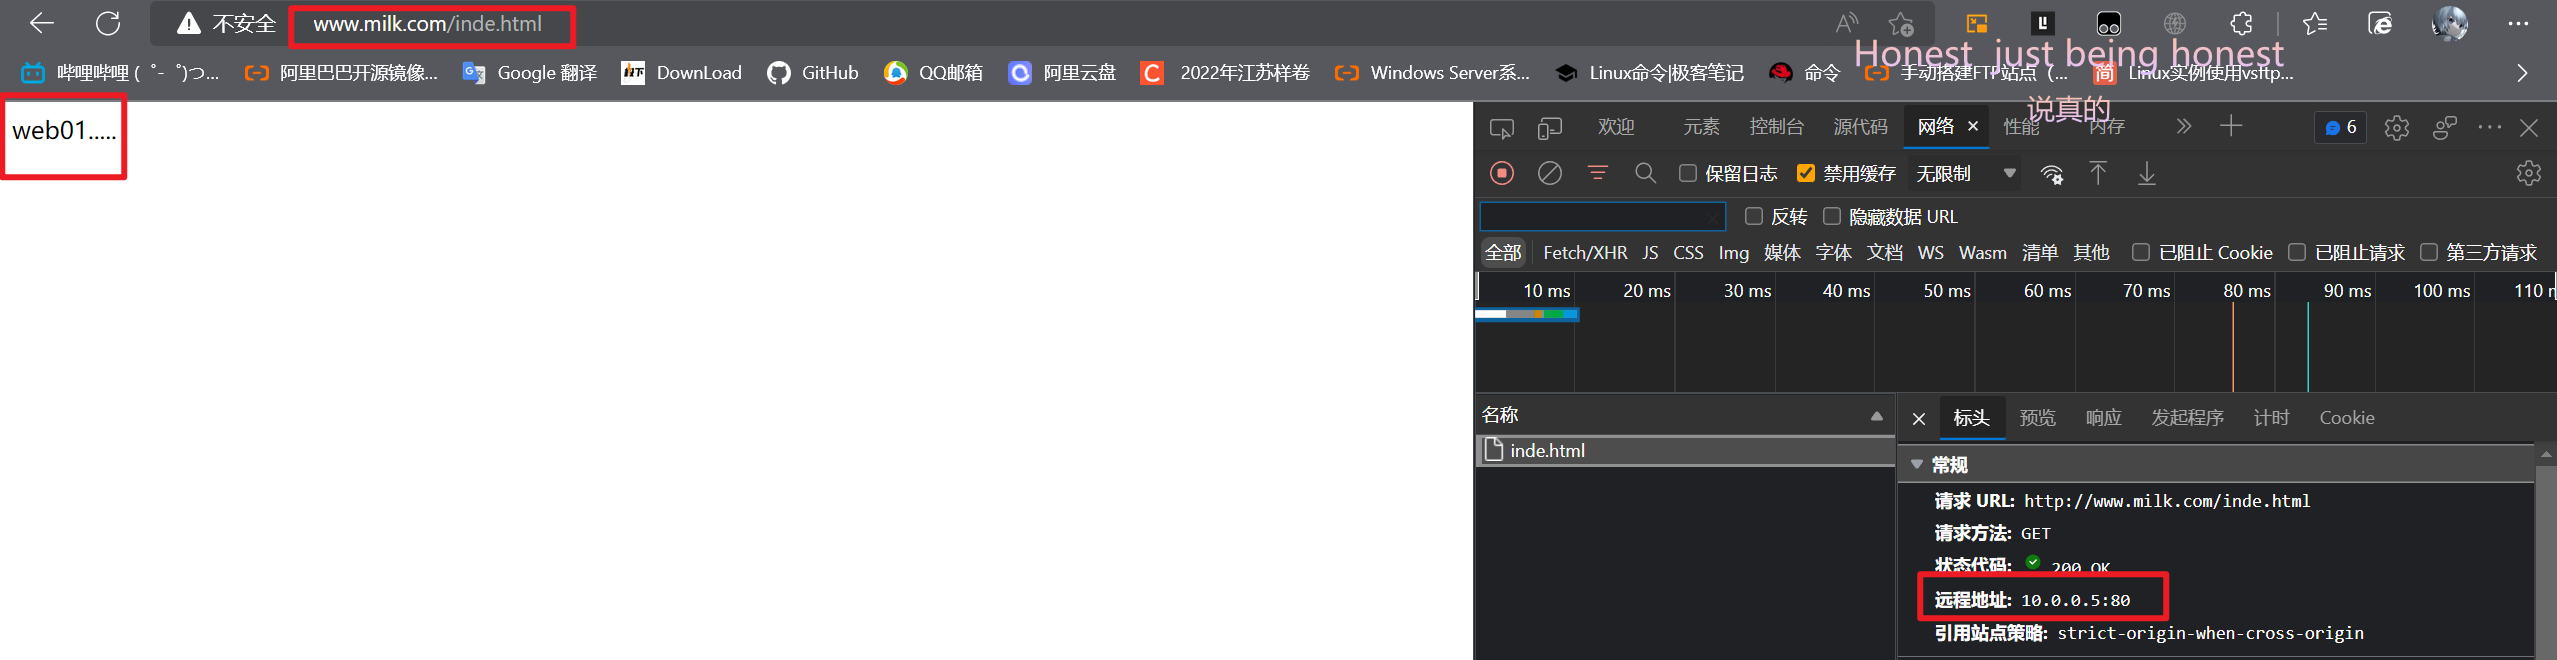 不安全 www.milk.com/inde.html
哔哩哔哩 (゜-゜)つ... 阿里巴巴开源镜像... Google 翻译 DownLoad GitHub QQ邮箱 阿里云盘 2022年江苏样卷 Windows Server系... Linux命令|极客笔记 命令 手动搭建FTP站点 (... Linux实例使用vsftp...
Honest just being honest
说真的
web01.....
欢迎 元素 控制台 源代码 网络 性能 内存 6
保留日志 禁用缓存 无限制
反转 隐藏数据 URL
全部 Fetch/XHR JS CSS Img 媒体 字体 文档 WS Wasm 清单 其他 已阻止 Cookie 已阻止请求 第三方请求
10 ms 20 ms 30 ms 40 ms 50 ms 60 ms 70 ms 80 ms 90 ms 100 ms 110
名称
inde.html
标头 预览 响应 发起程序 计时 Cookie
常规
请求 URL: http://www.milk.com/inde.html
请求方法: GET
状态代码: 200 OK
远程地址: 10.0.0.5:80
引用站点策略: strict-origin-when-cross-origin